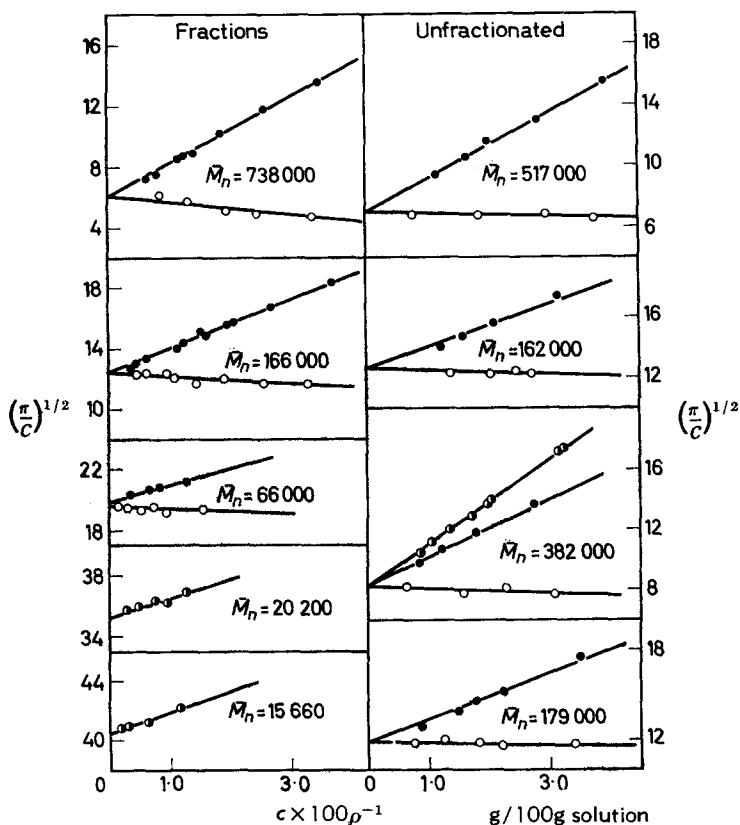 Fractions
Unfractionated
16
12
8
4
M̄n=738 000
18
14
10
M̄n=166 000
22
18
M̄n=66 000
38
34
M̄n=20 200
44
40
M̄n=15 660
(π/C)^1/2
0
1·0
3·0
c × 100ρ⁻¹
18
14
10
6
M̄n=517 000
16
12
M̄n=162 000
16
12
8
M̄n=382 000
18
12
M̄n=179 000
(π/C)^1/2
0
1·0
3·0
g/100g solution